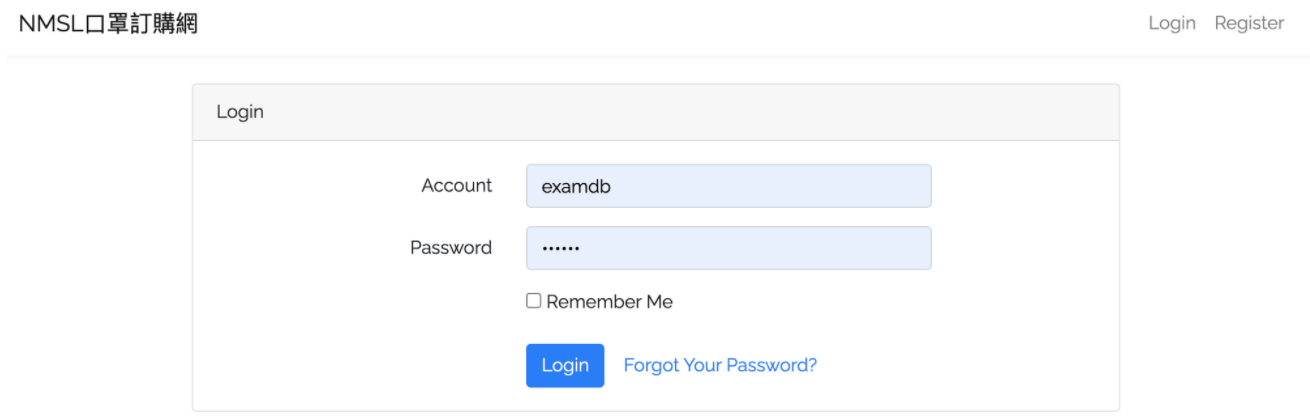 NMSL口罩訂購網
Login Register
Login
Account examdb
Password ······
Remember Me
Login Forgot Your Password?